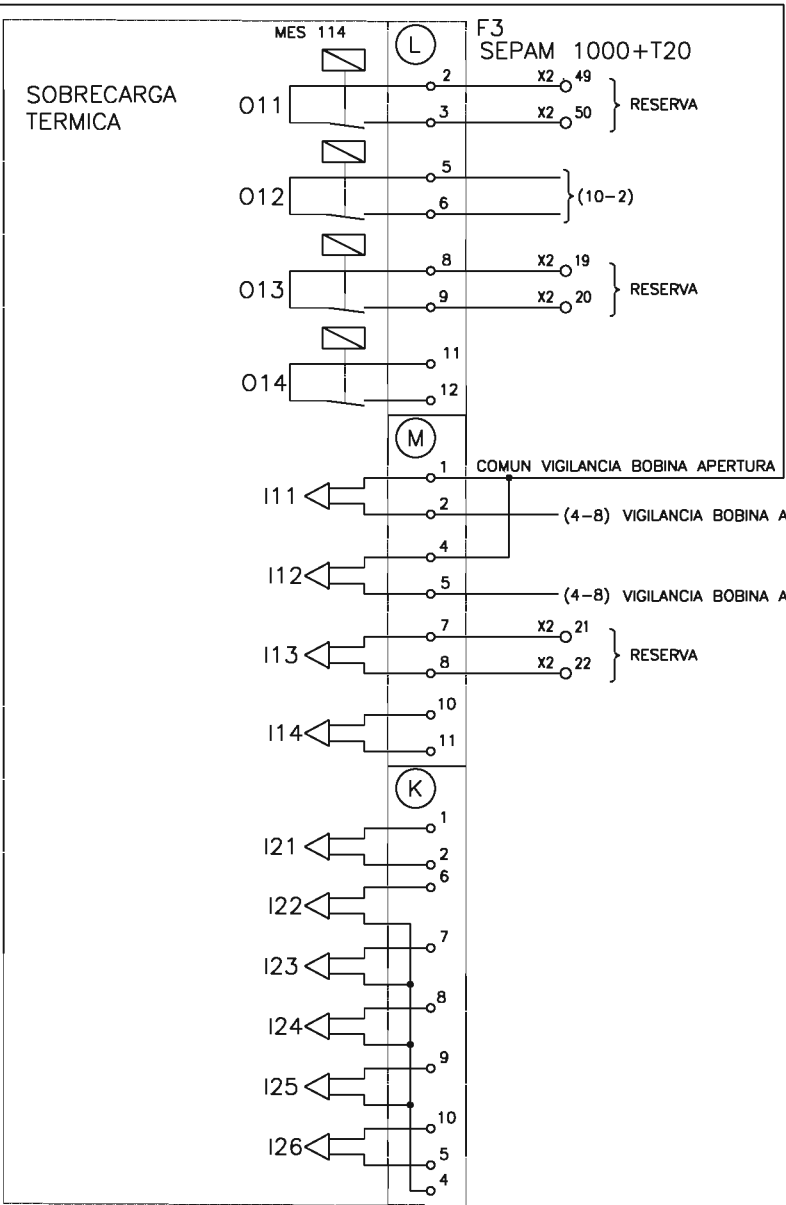 MES 114
L
F3
SEPAM 1000+T20
SOBRECARGA
TERMICA
O11
2
X2
49
3
X2
50
RESERVA
O12
5
6
(10-2)
O13
8
X2
19
9
X2
20
RESERVA
O14
11
12
M
1
COMUN VIGILANCIA BOBINA APERTURA
I11
2
(4-8) VIGILANCIA BOBINA A
4
I12
5
(4-8) VIGILANCIA BOBINA A
7
X2
21
I13
8
X2
22
RESERVA
10
I14
11
K
1
I21
2
6
I22
7
I23
8
I24
9
I25
10
I26
5
4